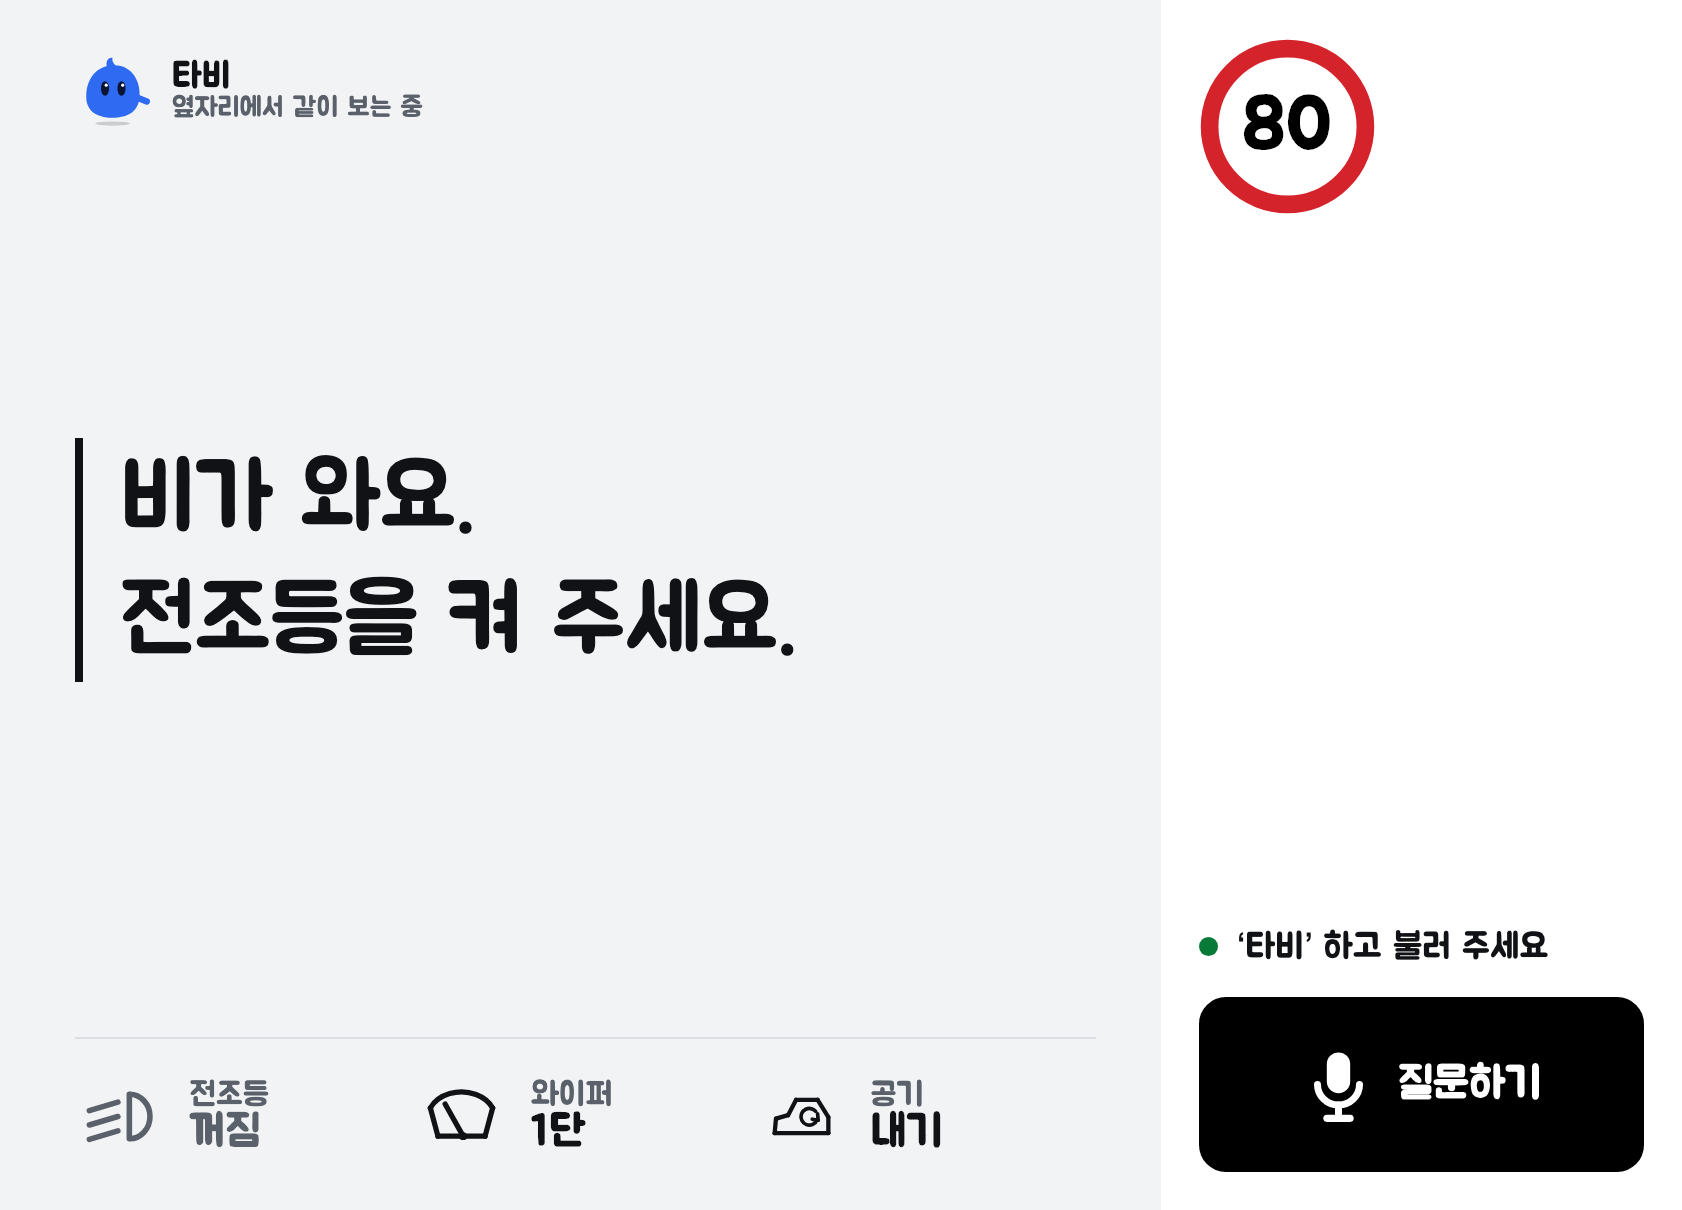 타비
옆자리에서 같이 보는 중
80
비가 와요.
전조등을 켜 주세요.
‘타비’ 하고 불러 주세요
질문하기
전조등
꺼짐
와이퍼
1단
공기
내기